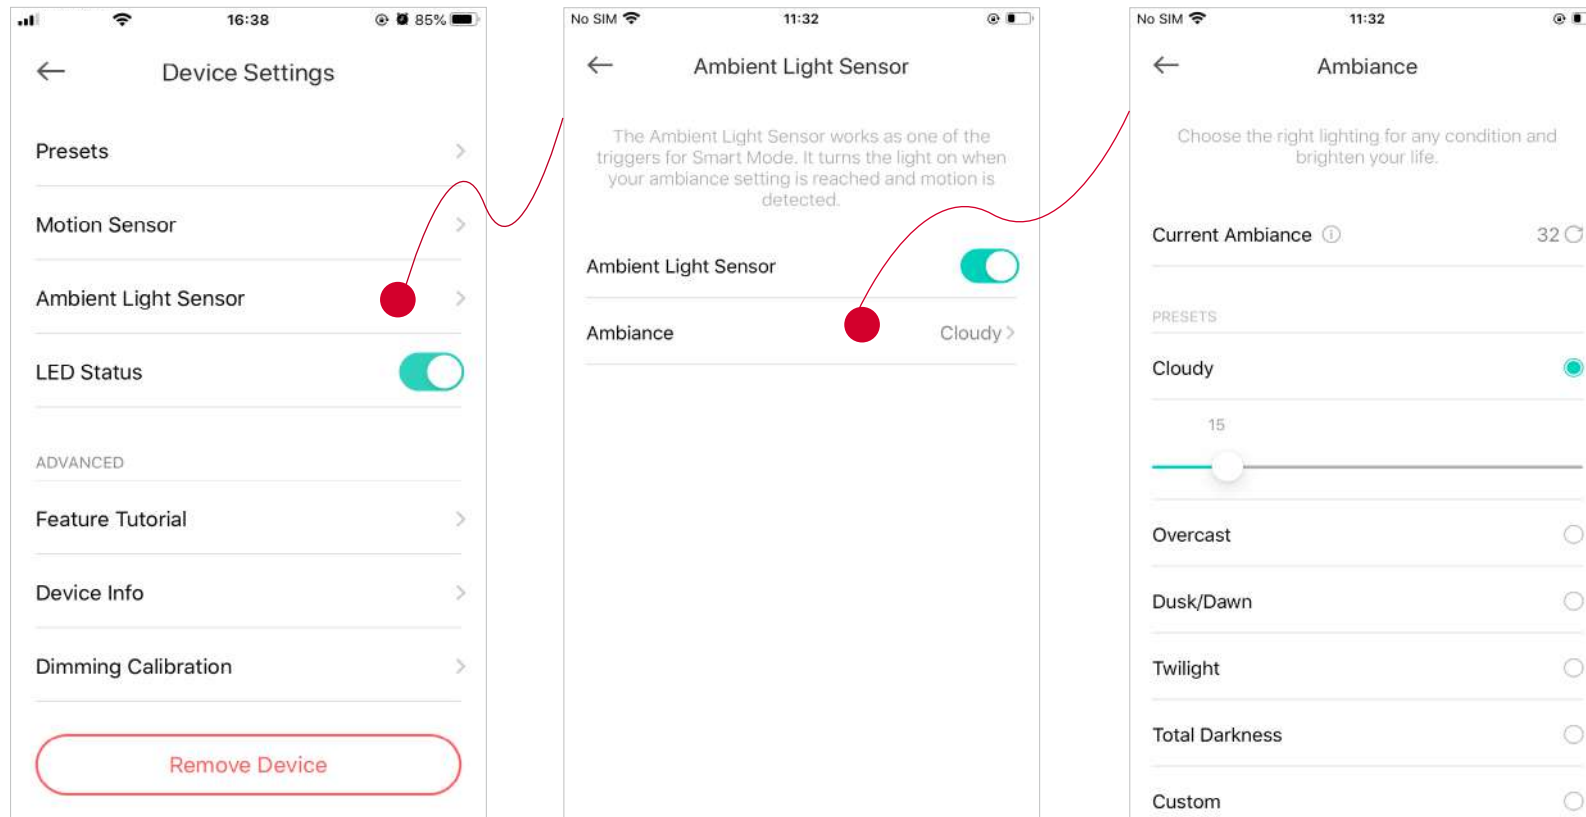 16:38
85%
Device Settings
Presets
Motion Sensor
Ambient Light Sensor
LED Status
ADVANCED
Feature Tutorial
Device Info
Dimming Calibration
Remove Device
No SIM
11:32
Ambient Light Sensor
The Ambient Light Sensor works as one of the
triggers for Smart Mode. It turns the light on when
your ambiance setting is reached and motion is
detected.
Ambient Light Sensor
Ambiance Cloudy
No SIM
11:32
Ambiance
Choose the right lighting for any condition and
brighten your life.
Current Ambiance 32
PRESETS
Cloudy
15
Overcast
Dusk/Dawn
Twilight
Total Darkness
Custom